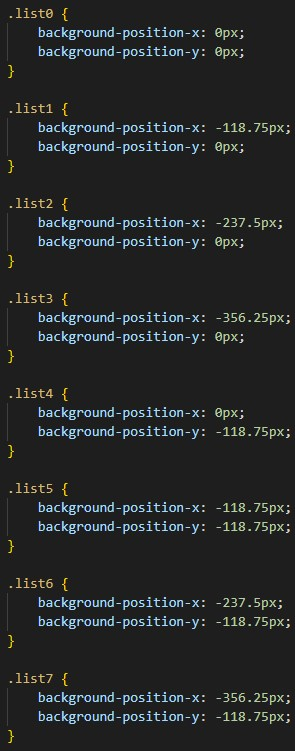 .list0 {
    background-position-x: 0px;
    background-position-y: 0px;
}

.list1 {
    background-position-x: -118.75px;
    background-position-y: 0px;
}

.list2 {
    background-position-x: -237.5px;
    background-position-y: 0px;
}

.list3 {
    background-position-x: -356.25px;
    background-position-y: 0px;
}

.list4 {
    background-position-x: 0px;
    background-position-y: -118.75px;
}

.list5 {
    background-position-x: -118.75px;
    background-position-y: -118.75px;
}

.list6 {
    background-position-x: -237.5px;
    background-position-y: -118.75px;
}

.list7 {
    background-position-x: -356.25px;
    background-position-y: -118.75px;
}